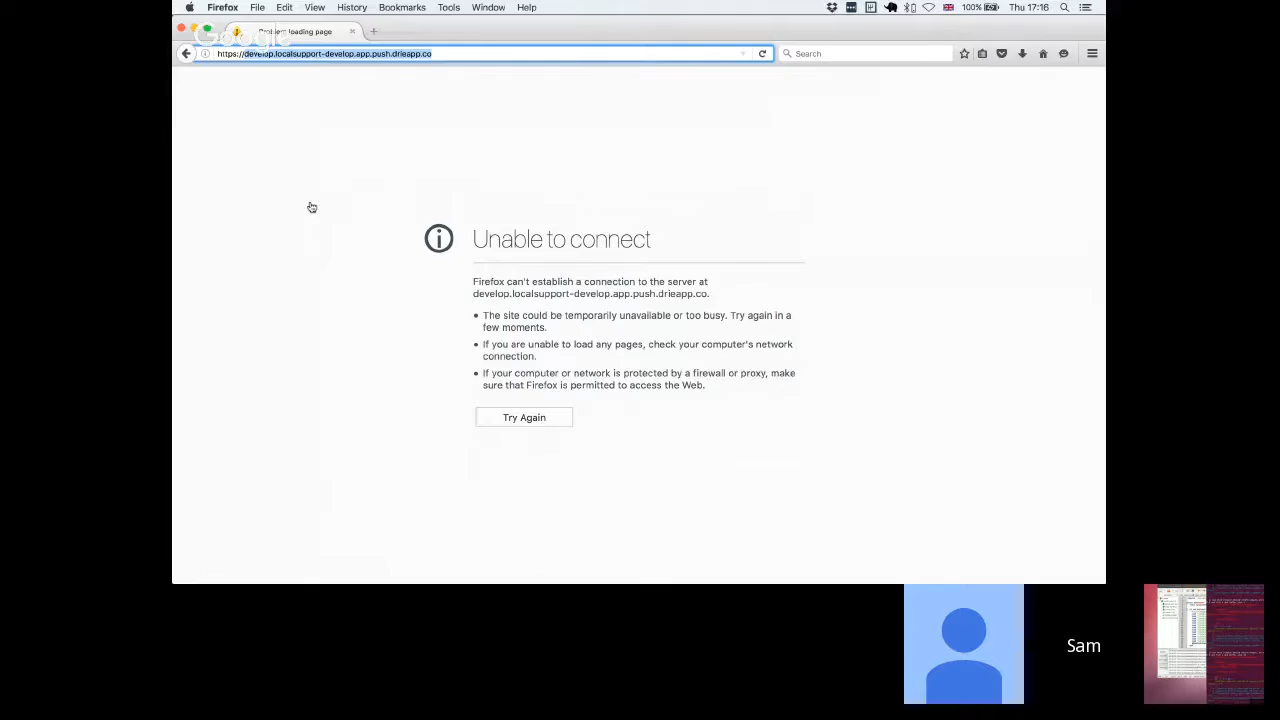 Firefox File Edit View History Bookmarks Tools Window Help 100% Thu 17:16
Google
Problem loading page
https://develop.localsupport-develop.app.push.drieapp.co
Search
Unable to connect
Firefox can't establish a connection to the server at
develop.localsupport-develop.app.push.drieapp.co.
The site could be temporarily unavailable or too busy. Try again in a
few moments.
If you are unable to load any pages, check your computer's network
connection.
If your computer or network is protected by a firewall or proxy, make
sure that Firefox is permitted to access the Web.
Try Again
Sam